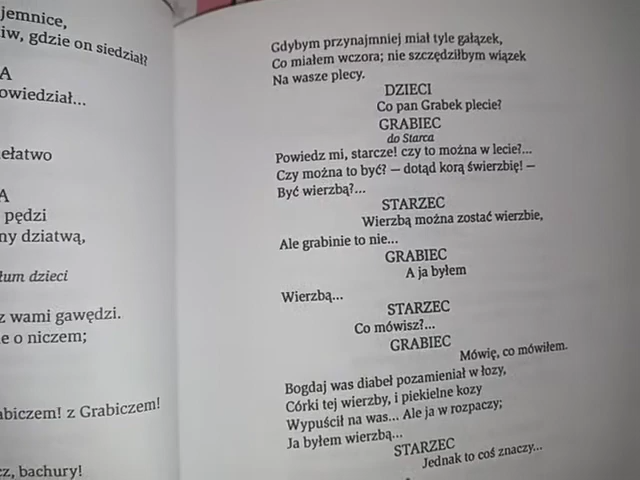 jemnice,
iw, gdzie on siedział?
A
owiedział...
ełatwo
A
pędzi
ny dziatwą,
tum dzieci
z wami gawędzi.
e o niczem;
abiczem! z Grabiczem!
cz, bachury!
Gdybym przynajmniej miał tyle gałązek,
Co miałem wczora; nie szczędziłbym wiązek
Na wasze plecy.
DZIECI
Co pan Grabek plecie?
GRABIEC
do Starca
Powiedz mi, starcze! czy to można w lecie?...
Czy można to być? — dotąd korą świerzbię! —
Być wierzbą?...
STARZEC
Wierzbą można zostać wierzbie,
Ale grabinie to nie...
GRABIEC
A ja byłem
Wierzbą...
STARZEC
Co mówisz?...
GRABIEC
Mówię, co mówiłem.
Bogdaj was diabeł pozamieniał w łozy,
Córki tej wierzby, i piekielne kozy
Wypuścił na was... Ale ja w rozpaczy;
Ja byłem wierzbą...
STARZEC
Jednak to coś znaczy...